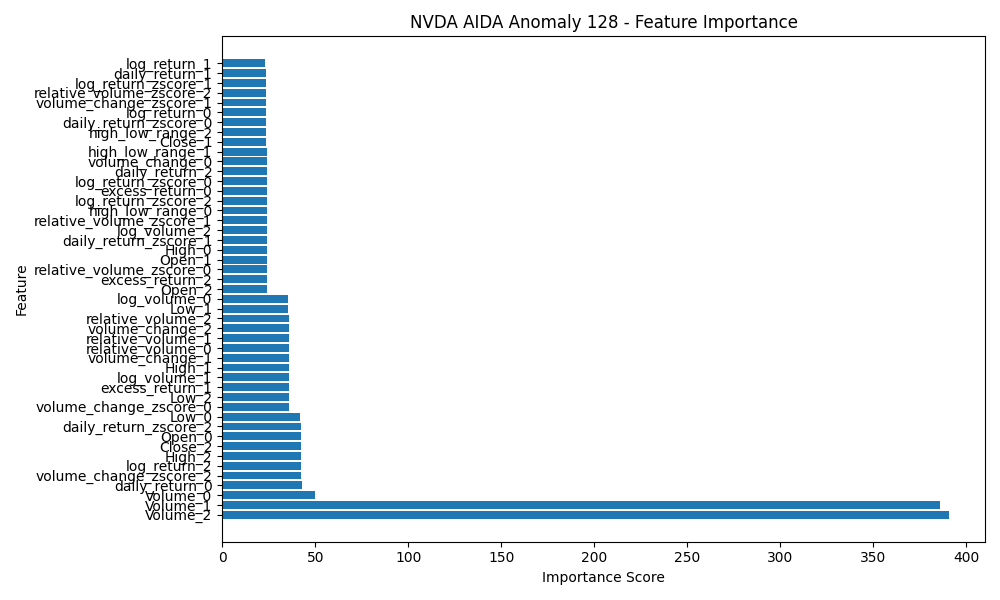 NVDA AIDA Anomaly 128 - Feature Importance
log_return_1
daily_return_1
log_return_zscore_1
relative_volume_zscore_2
volume_change_zscore_1
log_return_0
daily_return_zscore_0
high_low_range_2
Close_1
high_low_range_1
volume_change_0
daily_return_2
log_return_zscore_0
excess_return_0
log_return_zscore_2
high_low_range_0
relative_volume_zscore_1
log_volume_2
daily_return_zscore_1
High_0
Open_1
relative_volume_zscore_0
excess_return_2
Open_2
log_volume_0
Low_1
relative_volume_2
volume_change_2
relative_volume_1
relative_volume_0
volume_change_1
High_1
log_volume_1
excess_return_1
Low_2
volume_change_zscore_0
Low_0
daily_return_zscore_2
Open_0
Close_2
High_2
log_return_2
volume_change_zscore_2
daily_return_0
Volume_0
Volume_1
Volume_2
Feature
0 50 100 150 200 250 300 350 400
Importance Score